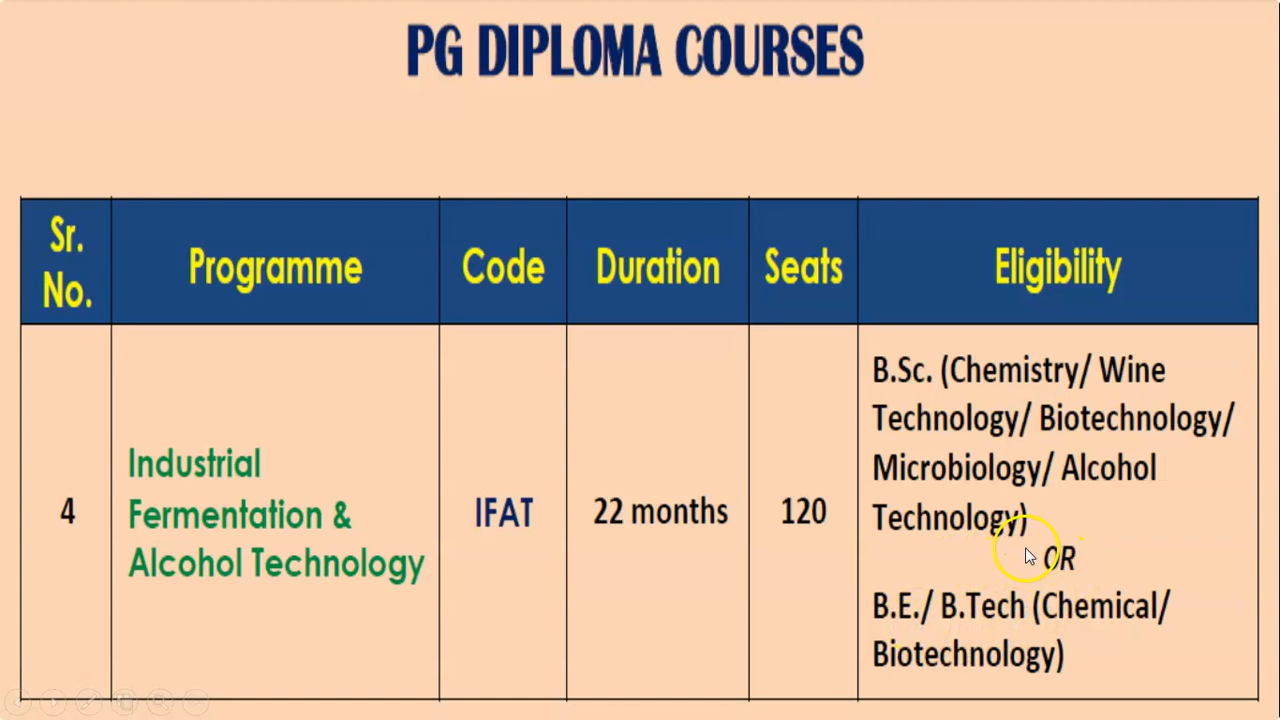 PG DIPLOMA COURSES
Sr.
No.
Programme
Code
Duration
Seats
Eligibility
4
Industrial
Fermentation &
Alcohol Technology
IFAT
22 months
120
B.Sc. (Chemistry/ Wine
Technology/ Biotechnology/
Microbiology/ Alcohol
Technology)
OR
B.E./ B.Tech (Chemical/
Biotechnology)